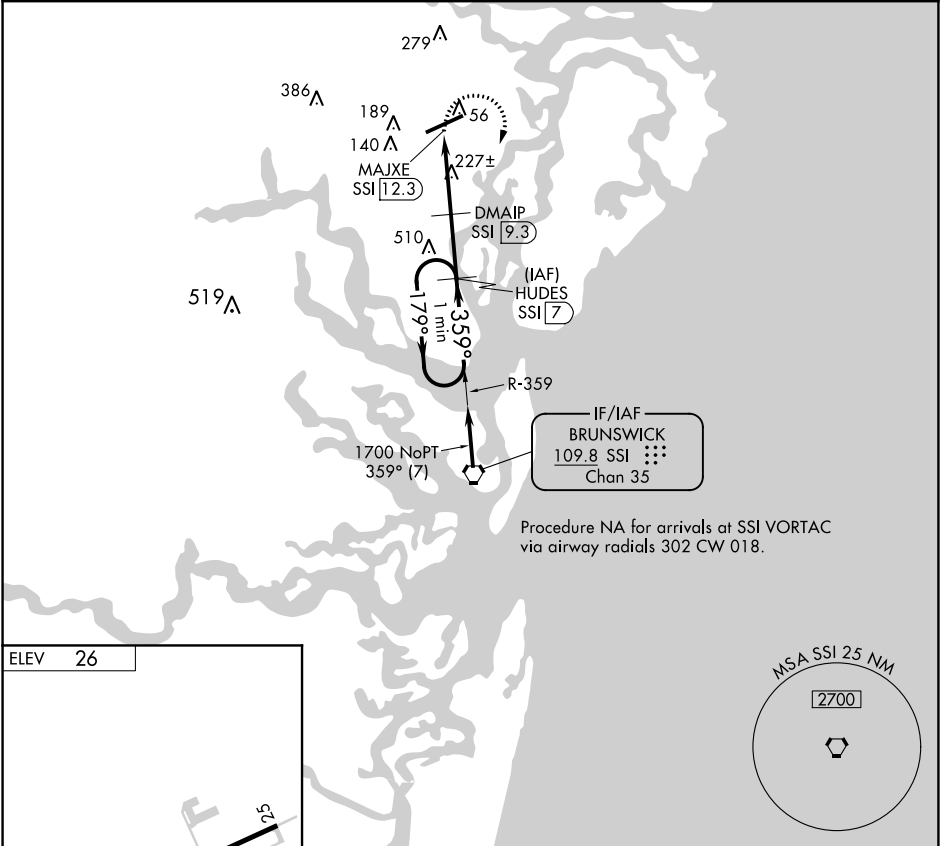 279
386
189
56
140
MAJXE
SSI 12.3
227±
DMAIP
SSI 9.3
510
(IAF)
HUDES
SSI 7
519
179°
1 min
359°
R-359
IF/IAF
BRUNSWICK
109.8 SSI
Chan 35
1700 NoPT
359° (7)
Procedure NA for arrivals at SSI VORTAC
via airway radials 302 CW 018.
ELEV 26
MSA SSI 25 NM
2700
25